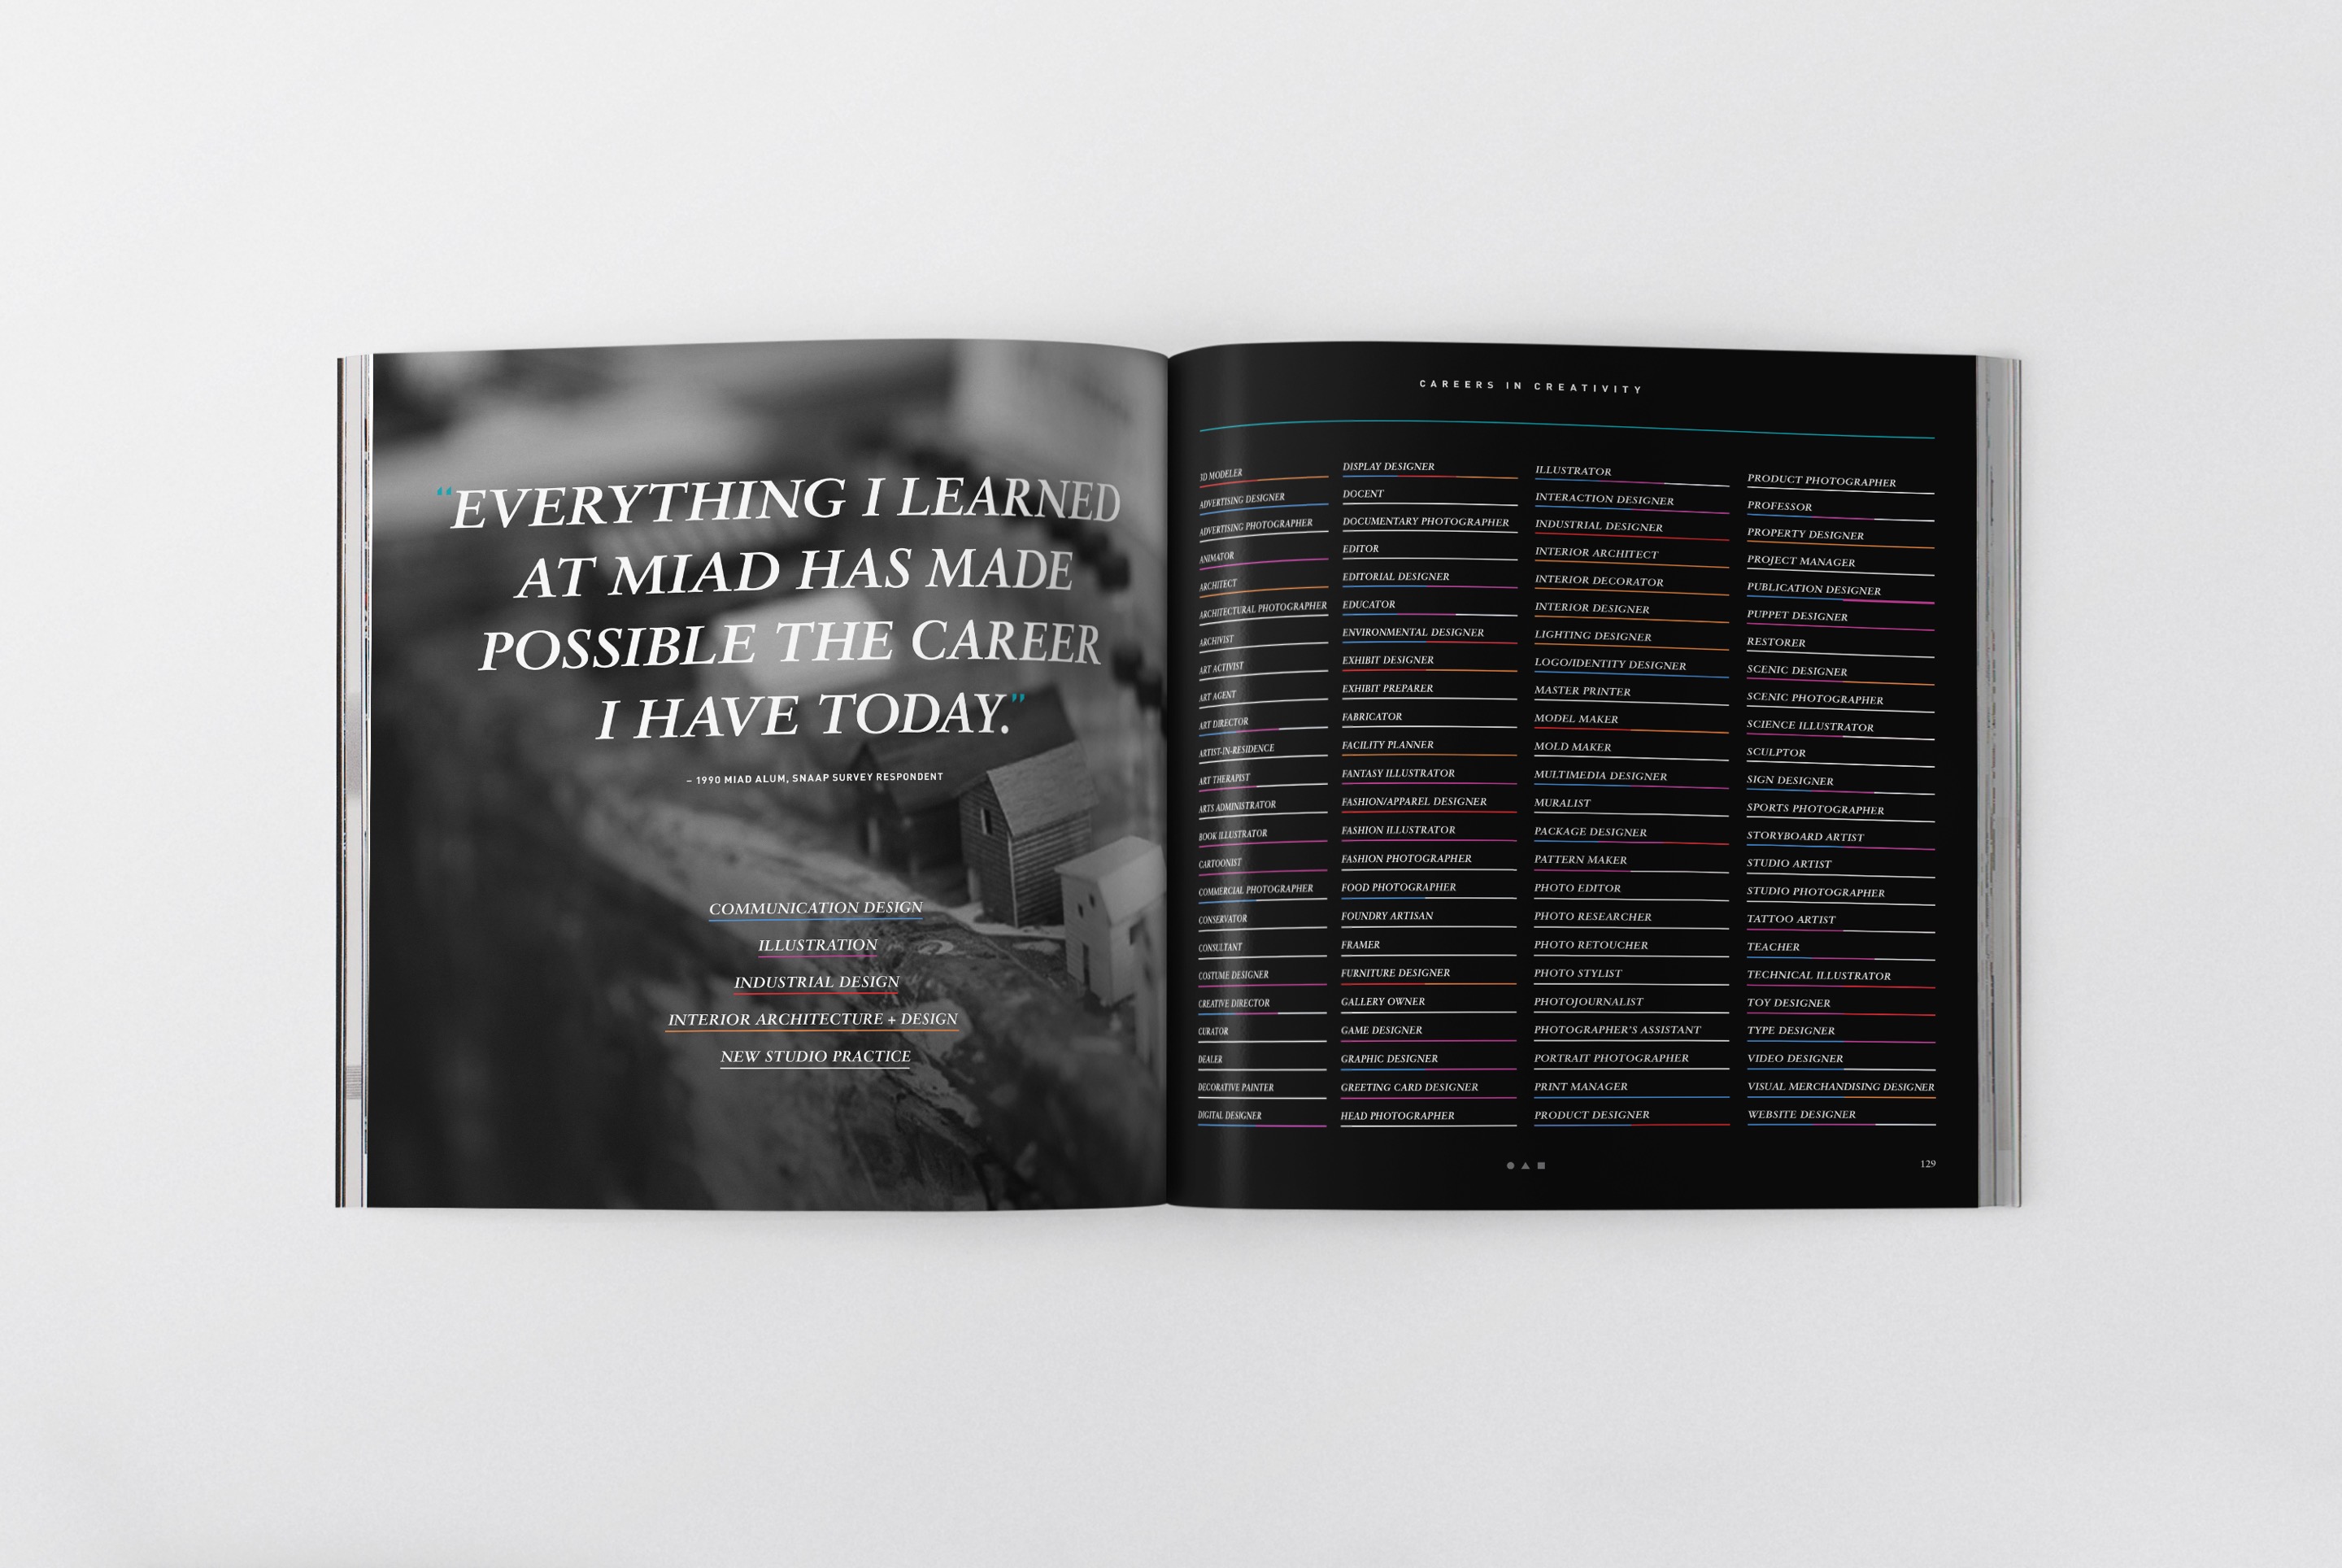 “EVERYTHING I LEARNED
AT MIAD HAS MADE
POSSIBLE THE CAREER
I HAVE TODAY.”
– 1990 MIAD ALUM, SNAAP SURVEY RESPONDENT
COMMUNICATION DESIGN
ILLUSTRATION
INDUSTRIAL DESIGN
INTERIOR ARCHITECTURE + DESIGN
NEW STUDIO PRACTICE
CAREERS IN CREATIVITY
3D MODELER
ADVERTISING DESIGNER
ADVERTISING PHOTOGRAPHER
ANIMATOR
ARCHITECT
ARCHITECTURAL PHOTOGRAPHER
ARCHIVIST
ART ACTIVIST
ART AGENT
ART DIRECTOR
ARTIST-IN-RESIDENCE
ART THERAPIST
ARTS ADMINISTRATOR
BOOK ILLUSTRATOR
CARTOONIST
COMMERCIAL PHOTOGRAPHER
CONSERVATOR
CONSULTANT
COSTUME DESIGNER
CREATIVE DIRECTOR
CURATOR
DEALER
DECORATIVE PAINTER
DIGITAL DESIGNER
DISPLAY DESIGNER
DOCENT
DOCUMENTARY PHOTOGRAPHER
EDITOR
EDITORIAL DESIGNER
EDUCATOR
ENVIRONMENTAL DESIGNER
EXHIBIT DESIGNER
EXHIBIT PREPARER
FABRICATOR
FACILITY PLANNER
FANTASY ILLUSTRATOR
FASHION/APPAREL DESIGNER
FASHION ILLUSTRATOR
FASHION PHOTOGRAPHER
FOOD PHOTOGRAPHER
FOUNDRY ARTISAN
FRAMER
FURNITURE DESIGNER
GALLERY OWNER
GAME DESIGNER
GRAPHIC DESIGNER
GREETING CARD DESIGNER
HEAD PHOTOGRAPHER
ILLUSTRATOR
INTERACTION DESIGNER
INDUSTRIAL DESIGNER
INTERIOR ARCHITECT
INTERIOR DECORATOR
INTERIOR DESIGNER
LIGHTING DESIGNER
LOGO/IDENTITY DESIGNER
MASTER PRINTER
MODEL MAKER
MOLD MAKER
MULTIMEDIA DESIGNER
MURALIST
PACKAGE DESIGNER
PATTERN MAKER
PHOTO EDITOR
PHOTO RESEARCHER
PHOTO RETOUCHER
PHOTO STYLIST
PHOTOJOURNALIST
PHOTOGRAPHER’S ASSISTANT
PORTRAIT PHOTOGRAPHER
PRINT MANAGER
PRODUCT DESIGNER
PRODUCT PHOTOGRAPHER
PROFESSOR
PROPERTY DESIGNER
PROJECT MANAGER
PUBLICATION DESIGNER
PUPPET DESIGNER
RESTORER
SCENIC DESIGNER
SCENIC PHOTOGRAPHER
SCIENCE ILLUSTRATOR
SCULPTOR
SIGN DESIGNER
SPORTS PHOTOGRAPHER
STORYBOARD ARTIST
STUDIO ARTIST
STUDIO PHOTOGRAPHER
TATTOO ARTIST
TEACHER
TECHNICAL ILLUSTRATOR
TOY DESIGNER
TYPE DESIGNER
VIDEO DESIGNER
VISUAL MERCHANDISING DESIGNER
WEBSITE DESIGNER
129